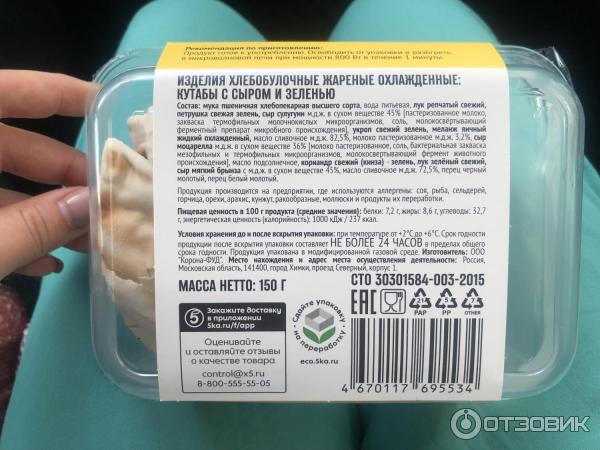 Рекомендации по приготовлению:
Продукт готов к употреблению. Освободить от упаковки и разогреть
в микроволновой печи при мощности 800 Вт в течение 1 минуты.
ИЗДЕЛИЯ ХЛЕБОБУЛОЧНЫЕ ЖАРЕНЫЕ ОХЛАЖДЕННЫЕ:
КУТАБЫ С СЫРОМ И ЗЕЛЕНЬЮ
Состав: мука пшеничная хлебопекарная высшего сорта, вода питьевая, лук репчатый свежий,
петрушка свежая зелень, сыр сулугуни м.д.ж. в сухом веществе 45% [пастеризованное молоко,
закваска термофильных молочнокислых микроорганизмов, соль, молокосвертывающий
ферментный препарат микробного происхождения], укроп свежий зелень, меланж яичный
жидкий охлажденный, масло сливочное м.д.ж. 82,5%, молоко пастеризованное м.д.ж. 3,2%, сыр
моцарелла м.д.ж. в сухом веществе 36% [молоко пастеризованное, соль, бактериальная закваска
мезофильных и термофильных микроорганизмов, молокосвертывающий фермент животного
происхождения], масло подсолнечное, кориандр свежий (кинза) - зелень, лук зелёный свежий,
сыр мягкий брынза м.д.ж. в сухом веществе 45%, масло сливочное м.д.ж. 72,5%, перец черный
молотый, перец белый молотый.
Продукция производится на предприятии, где используются аллергены: соя, рыба, сельдерей,
горчица, орехи, арахис, кунжут, ракообразные, моллюски и продукты их переработки.
Пищевая ценность в 100 г продукта (средние значения): белки: 7,2 г, жиры: 8,6 г, углеводы: 32,7
г, энергетическая ценность (калорийность): 1000 кДж / 237 ккал.
Условия хранения до и после вскрытия упаковки: при температуре от +2°С до +6°С. Срок годности
продукции после вскрытия упаковки составляет НЕ БОЛЕЕ 24 ЧАСОВ в пределах общего
срока годности. Продукция упакована в модифицированной газовой среде. Изготовитель: ООО
"Корона-ФУД". Место нахождения и адрес места осуществления деятельности: Россия,
Московская область, 141400, город Химки, проезд Северный, корпус 1.
МАССА НЕТТО: 150 Г
СТО 30301584-003-2015
5
Закажите доставку
в приложении
5ka.ru/f/app
Оценивайте
и оставляйте отзывы
о качестве товара
control@x5.ru
8-800-555-55-05
Сдайте упаковку
на переработку
eco.5ka.ru
EAC
21
PAP
5
PP
7
OTHER
4 670117 695534
ОТЗОВИК